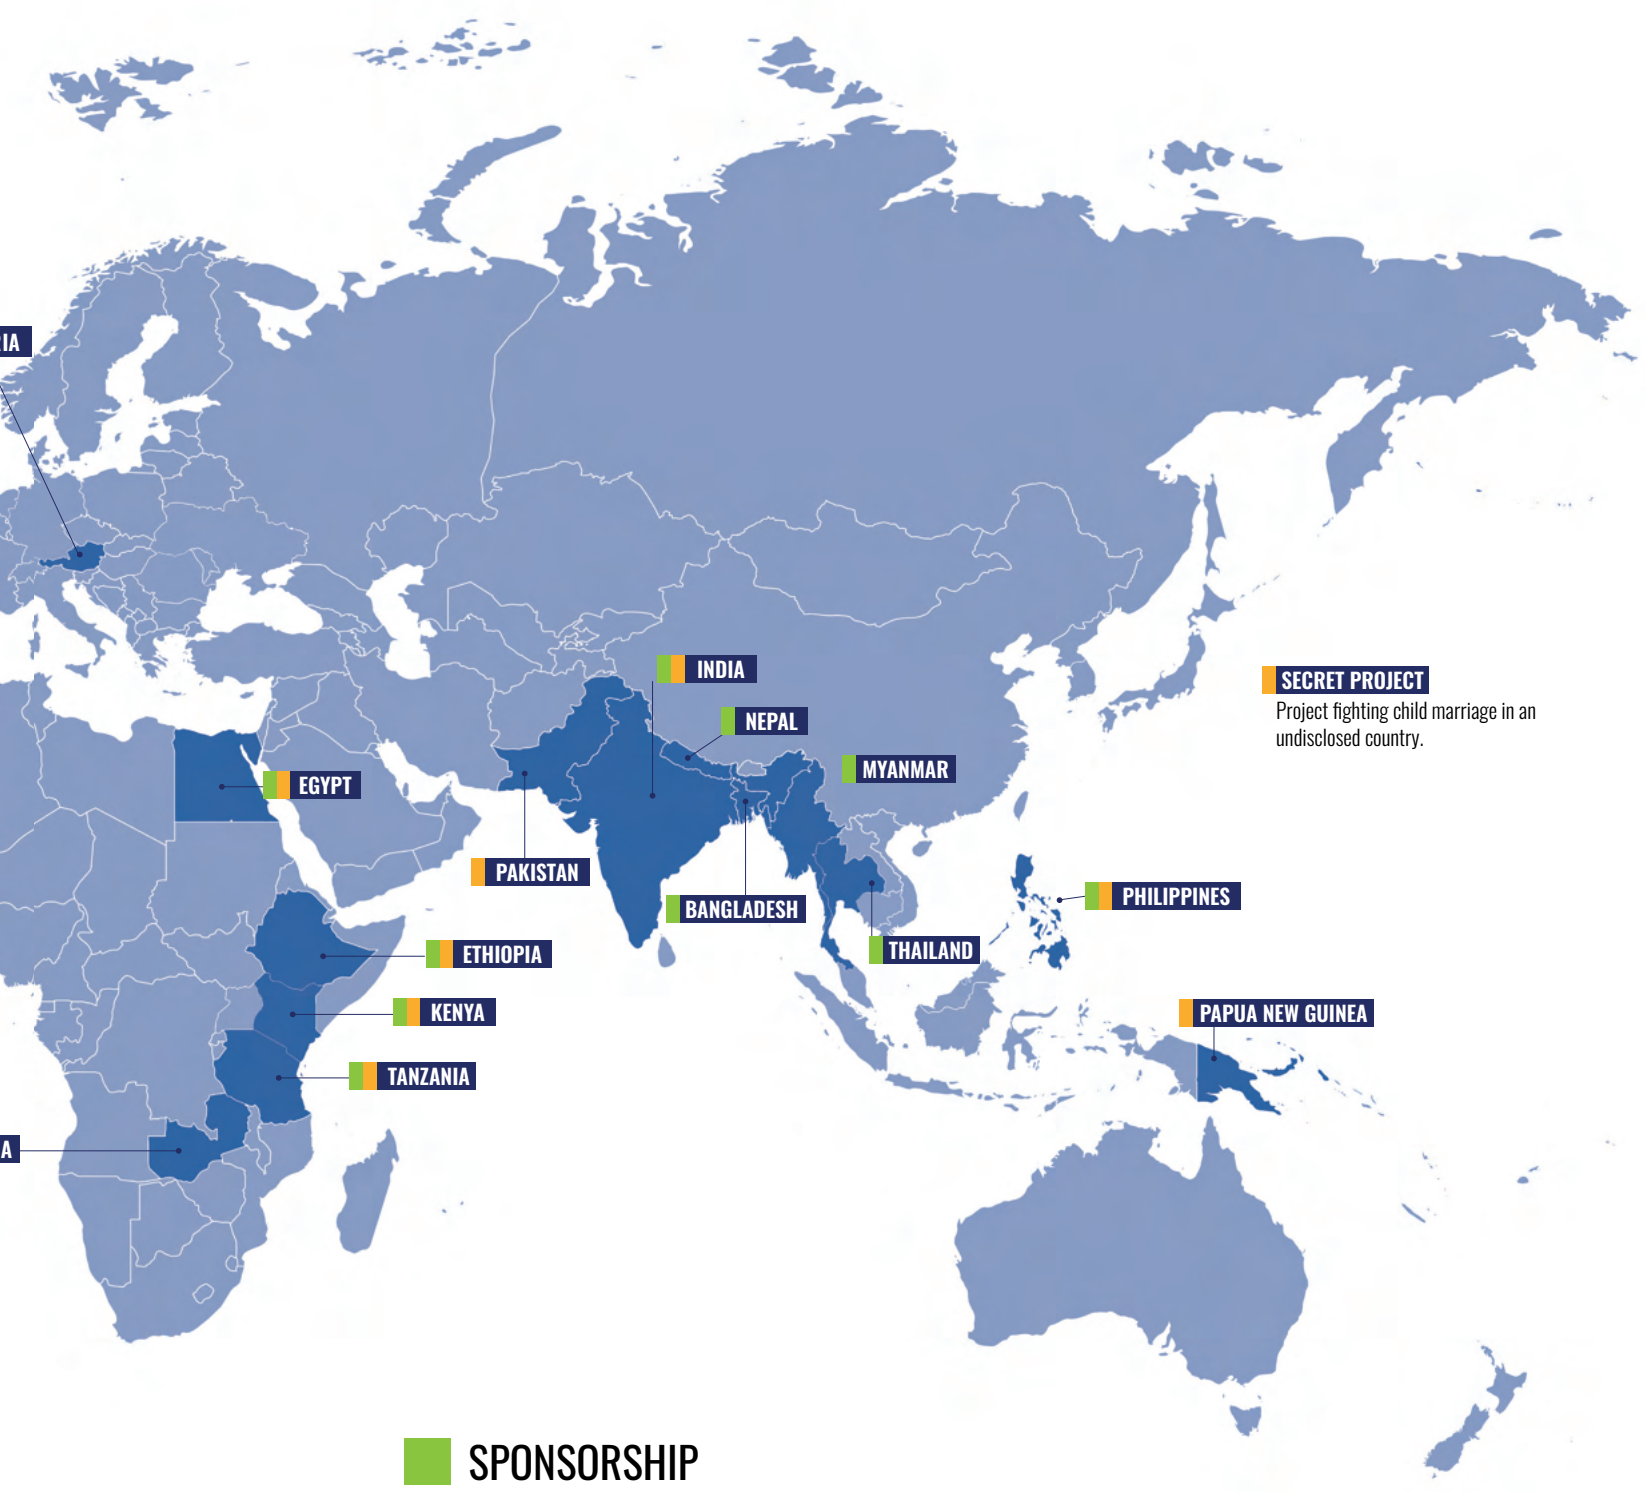 IA
INDIA
SECRET PROJECT
Project fighting child marriage in an
undisclosed country.
NEPAL
MYANMAR
EGYPT
PAKISTAN
PHILIPPINES
BANGLADESH
ETHIOPIA
THAILAND
KENYA
PAPUA NEW GUINEA
TANZANIA
A
SPONSORSHIP